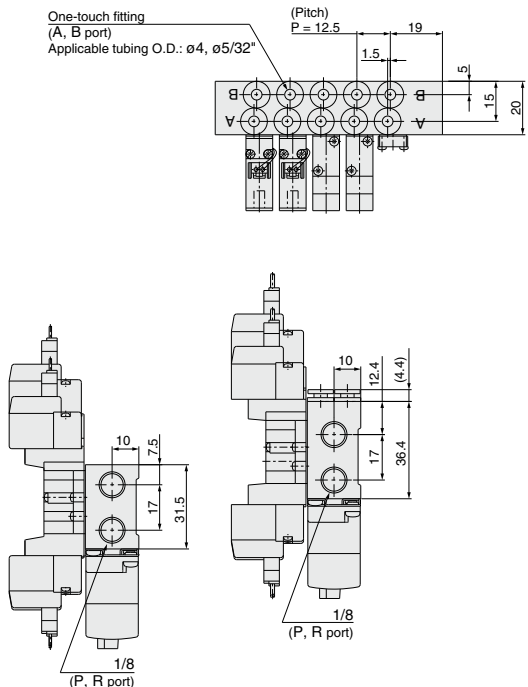 One-touch fitting
(A, B port)
Applicable tubing O.D.: ø4, ø5/32"
(Pitch)
P = 12.5
19
1.5
5
15
20
B
B
A
A
10
7.5
17
31.5
1/8
(P, R port)
10
12.4
(4.4)
17
36.4
1/8
(P, R port)